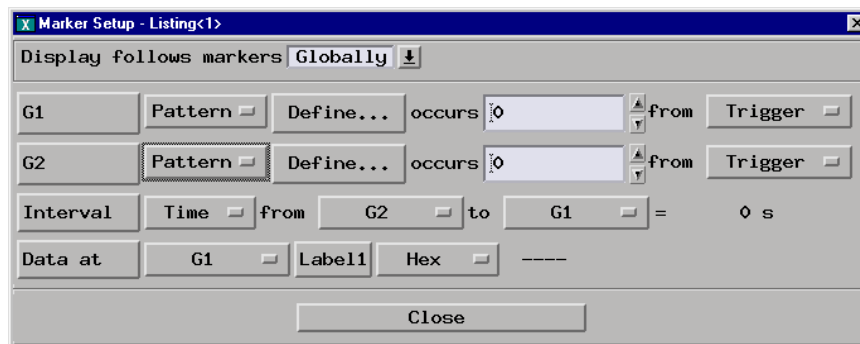 X Marker Setup - Listing<1>
Display follows markers Globally
G1 Pattern Define... occurs 0 from Trigger
G2 Pattern Define... occurs 0 from Trigger
Interval Time from G2 to G1 = 0 s
Data at G1 Label1 Hex ----
Close